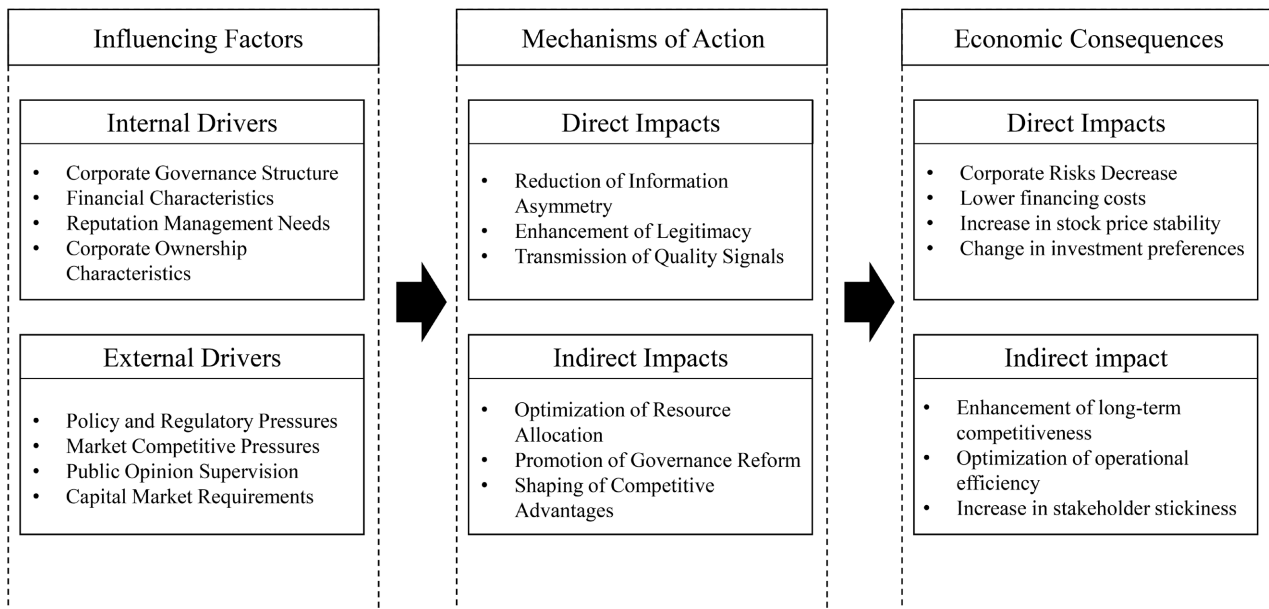 Influencing Factors
Internal Drivers
• Corporate Governance Structure
• Financial Characteristics
• Reputation Management Needs
• Corporate Ownership
Characteristics
External Drivers
• Policy and Regulatory Pressures
• Market Competitive Pressures
• Public Opinion Supervision
• Capital Market Requirements
Mechanisms of Action
Direct Impacts
• Reduction of Information
Asymmetry
• Enhancement of Legitimacy
• Transmission of Quality Signals
Indirect Impacts
• Optimization of Resource
Allocation
• Promotion of Governance Reform
• Shaping of Competitive
Advantages
Economic Consequences
Direct Impacts
• Corporate Risks Decrease
• Lower financing costs
• Increase in stock price stability
• Change in investment preferences
Indirect impact
• Enhancement of long-term
competitiveness
• Optimization of operational
efficiency
• Increase in stakeholder stickiness